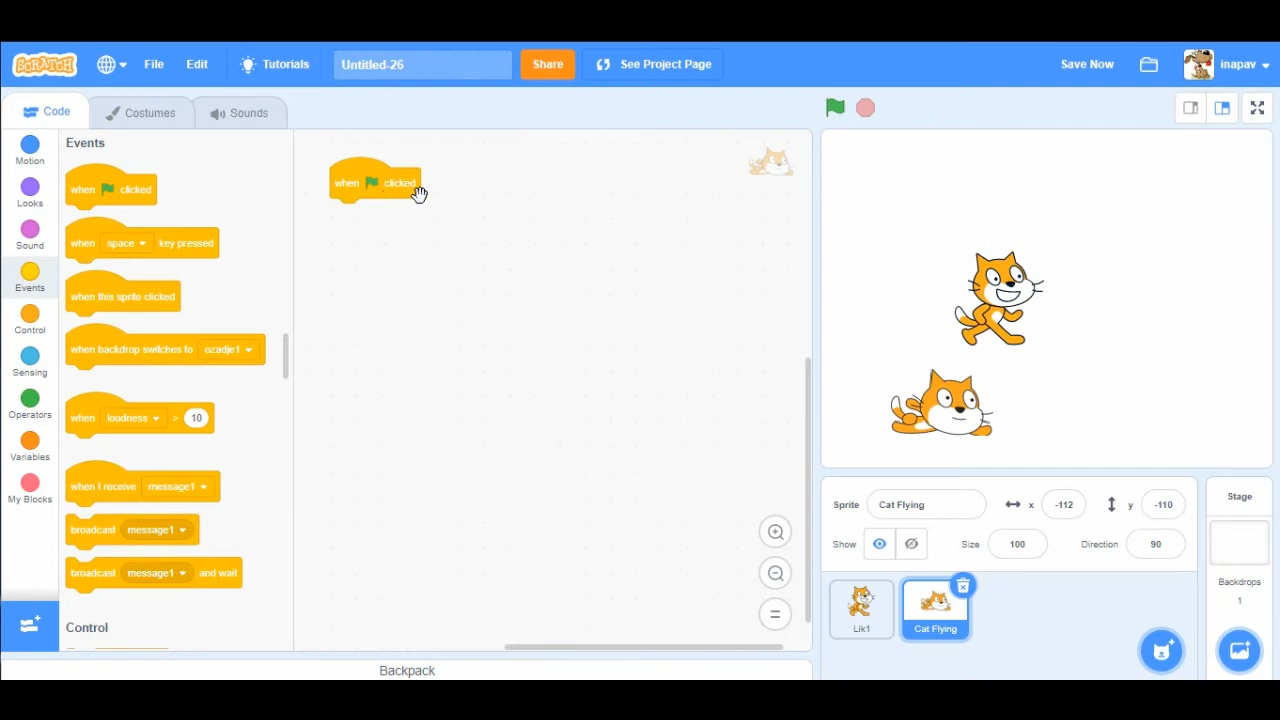 SCRATCH
File
Edit
Tutorials
Untitled-26
Share
See Project Page
Save Now
inapav
Code
Costumes
Sounds
Motion
Looks
Sound
Events
Control
Sensing
Operators
Variables
My Blocks
Events
when clicked
when space key pressed
when this sprite clicked
when backdrop switches to ozadje1
when loudness > 10
when I receive message1
broadcast message1
broadcast message1 and wait
Control
when clicked
Backpack
Sprite Cat Flying x -112 y -110
Show Size 100 Direction 90
Lik1
Cat Flying
Stage
Backdrops
1